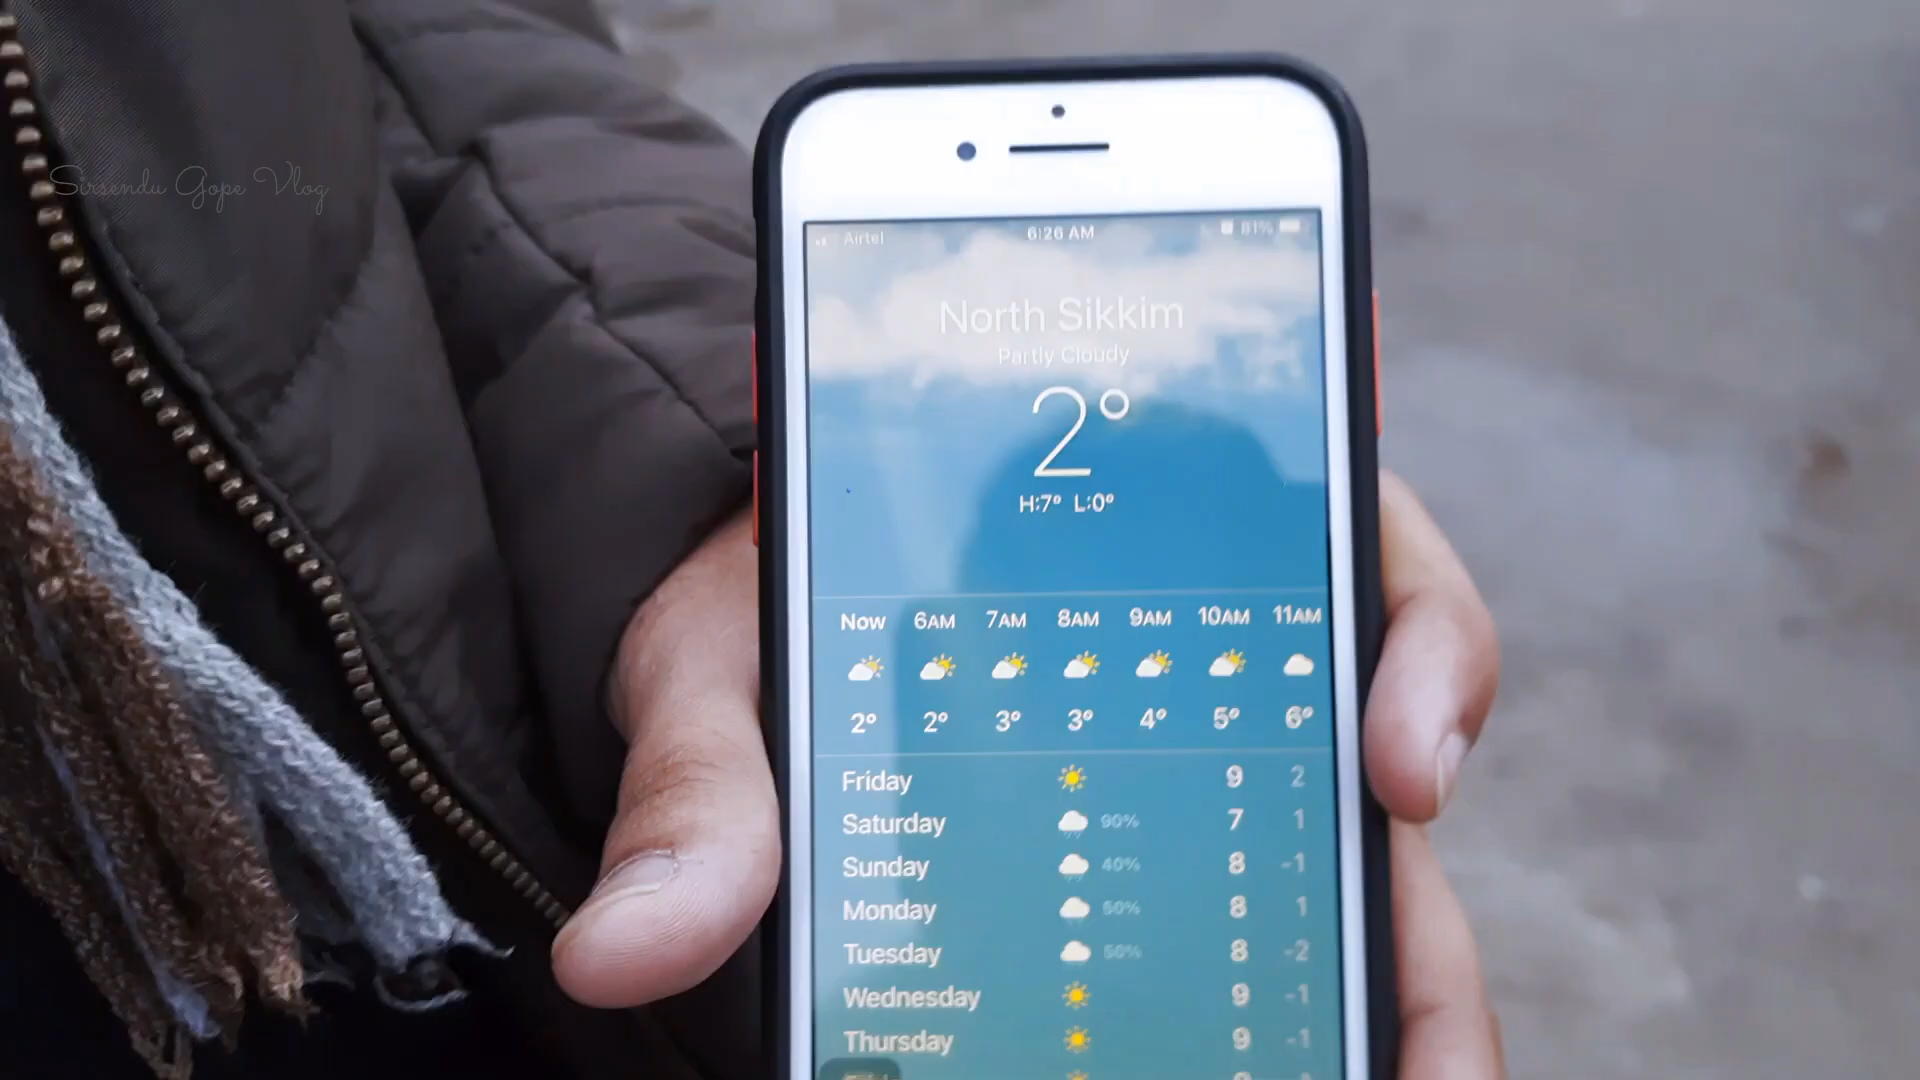 Sirsendu Gope Vlog
Airtel 6:26 AM 81%
North Sikkim
Partly Cloudy
2°
H:7° L:0°
Now 6AM 7AM 8AM 9AM 10AM 11AM
2° 2° 3° 3° 4° 5° 6°
Friday 9 2
Saturday 90% 7 1
Sunday 40% 8 -1
Monday 50% 8 1
Tuesday 50% 8 -2
Wednesday 9 -1
Thursday 9 -1